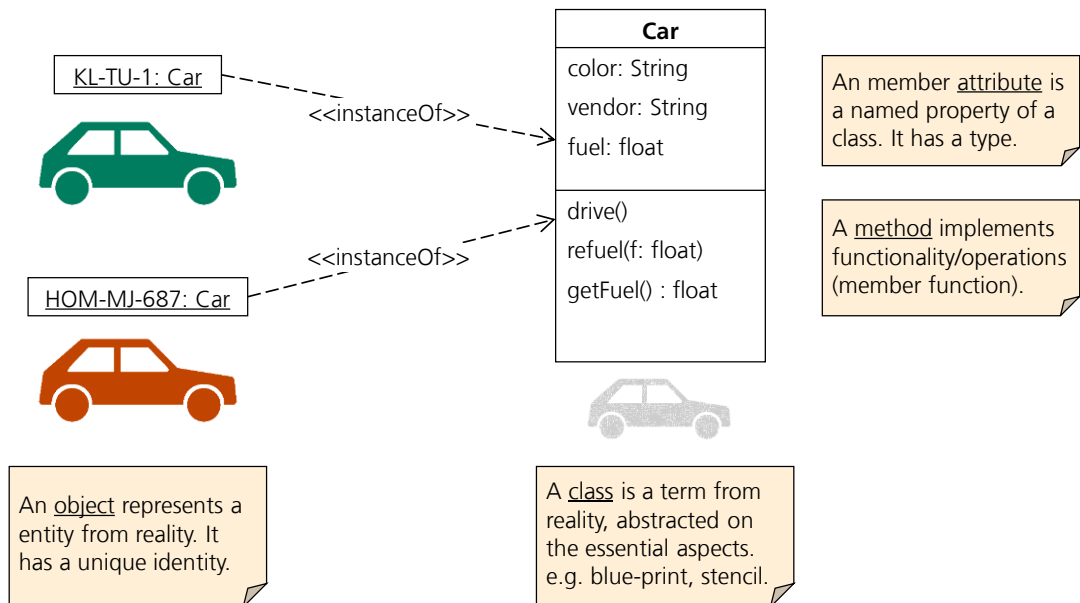 KL-TU-1: Car
<<instanceOf>>
HOM-MJ-687: Car
<<instanceOf>>
Car
color: String
vendor: String
fuel: float
drive()
refuel(f: float)
getFuel() : float
An member attribute is
a named property of a
class. It has a type.
A method implements
functionality/operations
(member function).
An object represents a
entity from reality. It
has a unique identity.
A class is a term from
reality, abstracted on
the essential aspects.
e.g. blue-print, stencil.